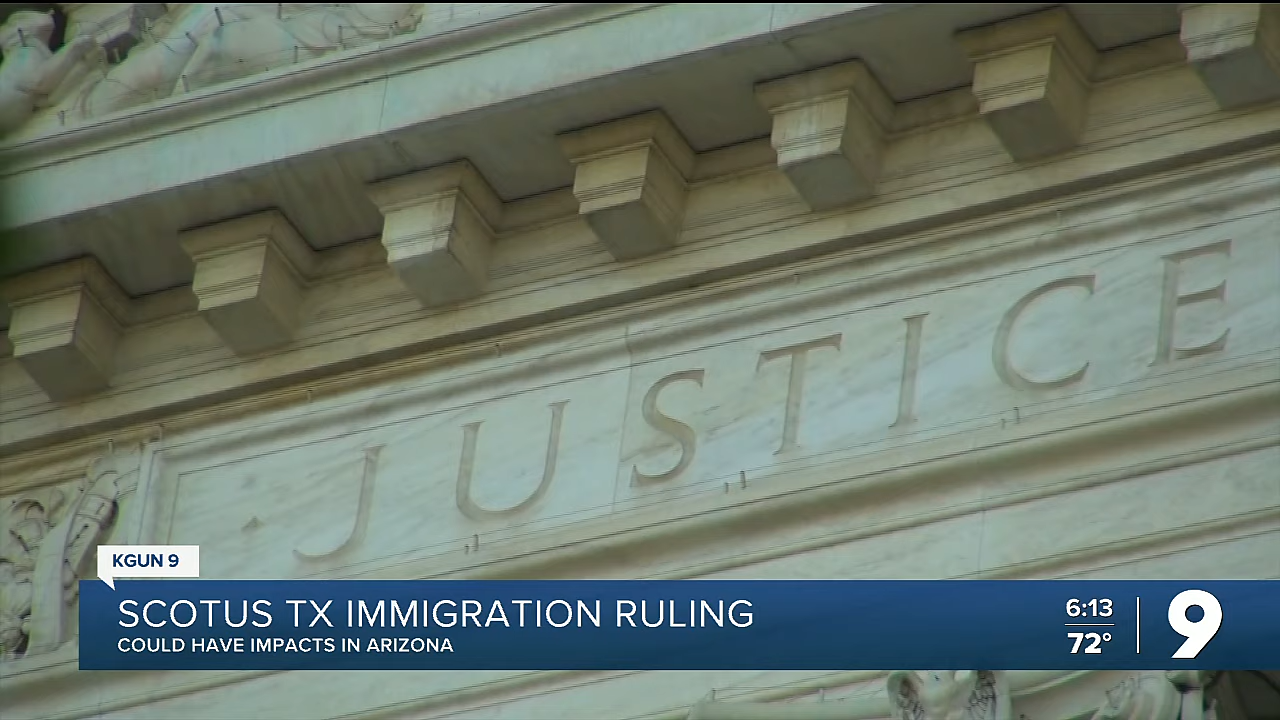 JUSTICE
KGUN 9
SCOTUS TX IMMIGRATION RULING
COULD HAVE IMPACTS IN ARIZONA
6:13
72°
9